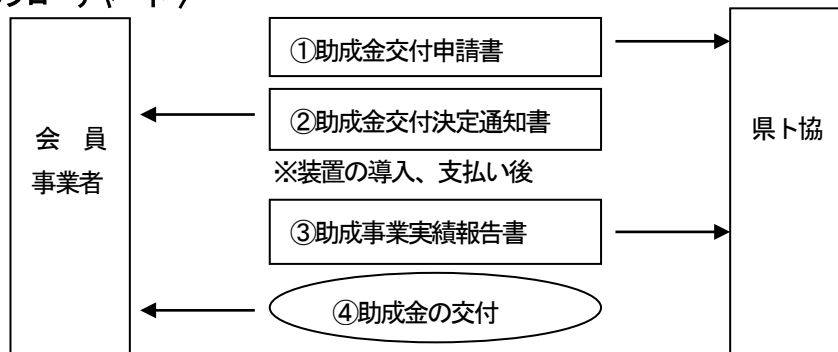 ①助成金交付申請書
②助成金交付決定通知書
会　員
事業者
県ト協
※装置の導入、支払い後
③助成事業実績報告書
④助成金の交付